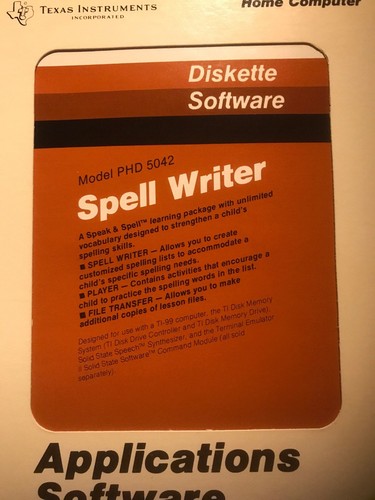 TEXAS INSTRUMENTS
INCORPORATED
Home Computer
Diskette
Software
Model PHD 5042
Spell Writer
A Speak & Spell™ learning package with unlimited
vocabulary designed to strengthen a child's
spelling skills.
■ SPELL WRITER — Allows you to create
customized spelling lists to accommodate a
child's specific spelling needs.
■ PLAYER — Contains activities that encourage a
child to practice the spelling words in the list.
■ FILE TRANSFER — Allows you to make
additional copies of lesson files.
Designed for use with a TI-99 computer, the TI Disk Memory
System (TI Disk Drive Controller and TI Disk Memory Drive),
Solid State Speech™ Synthesizer, and the Terminal Emulator
II Solid State Software™ Command Module (all sold
separately).
Applications
Software